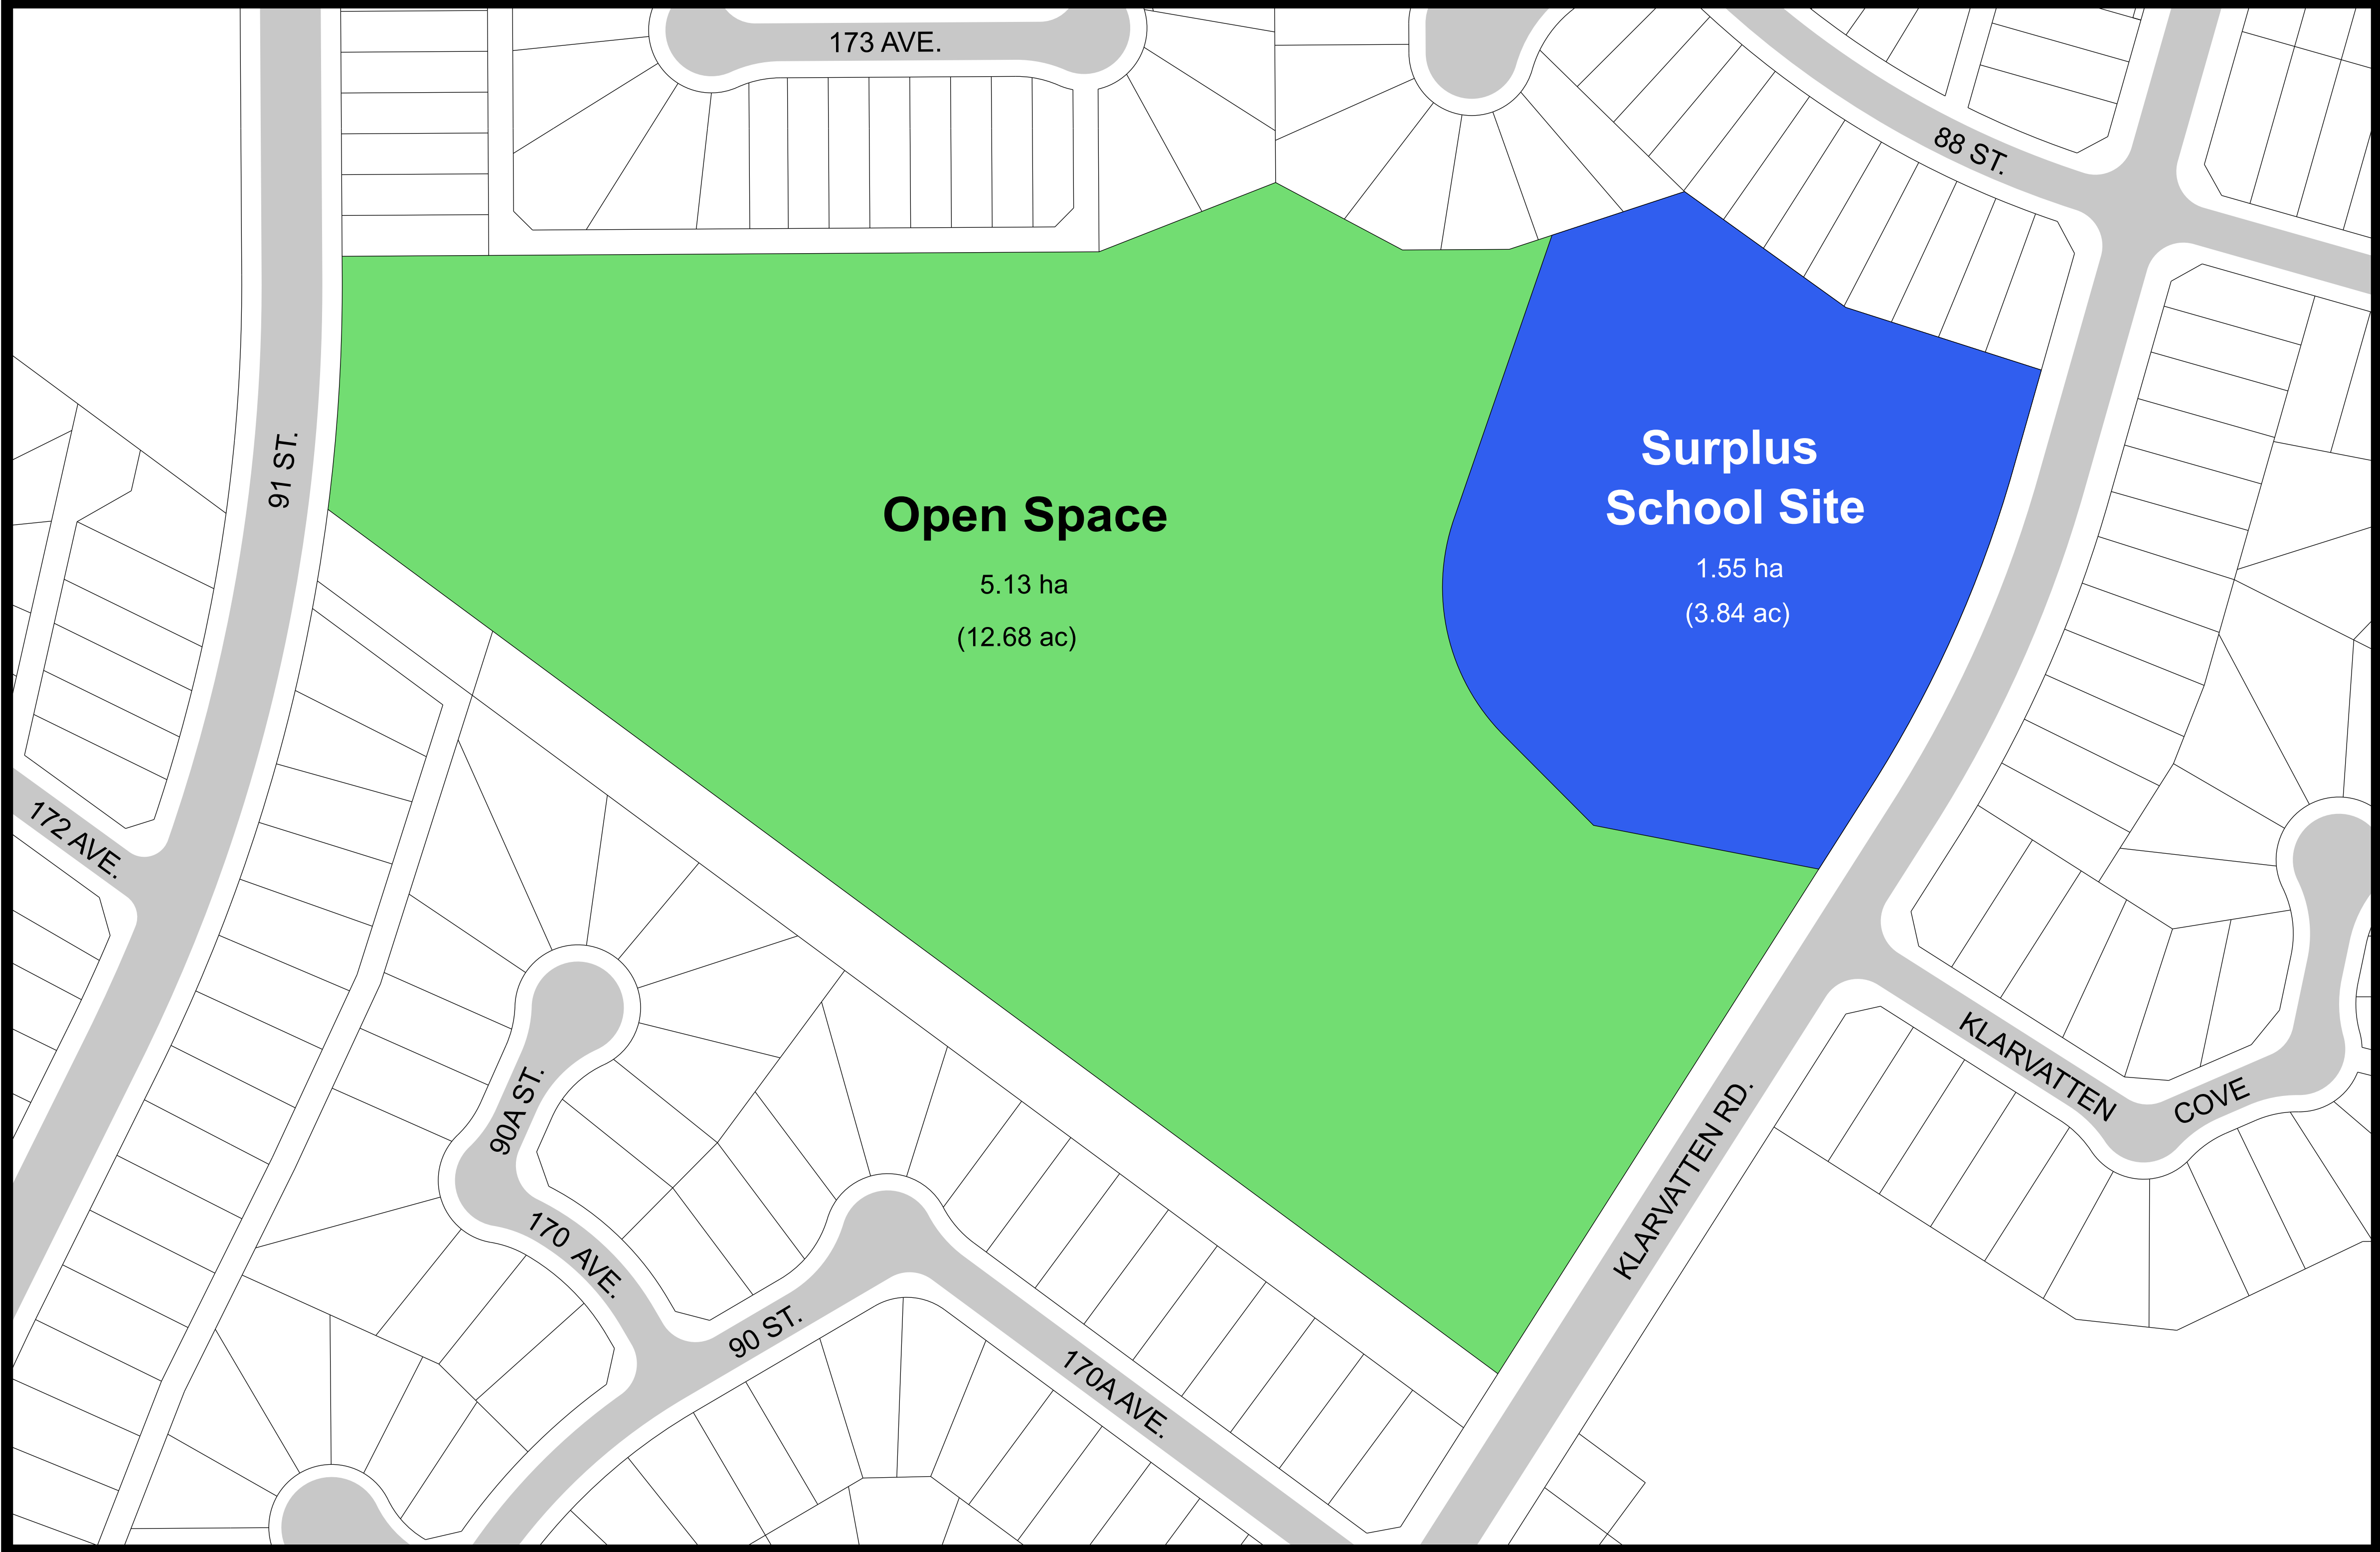 173 AVE.
88 ST.
91 ST.
Surplus
School Site
1.55 ha
(3.84 ac)
Open Space
5.13 ha
(12.68 ac)
172 AVE.
90A ST.
170 AVE.
90 ST.
170A AVE.
KLARVATTEN RD.
KLARVATTEN
COVE